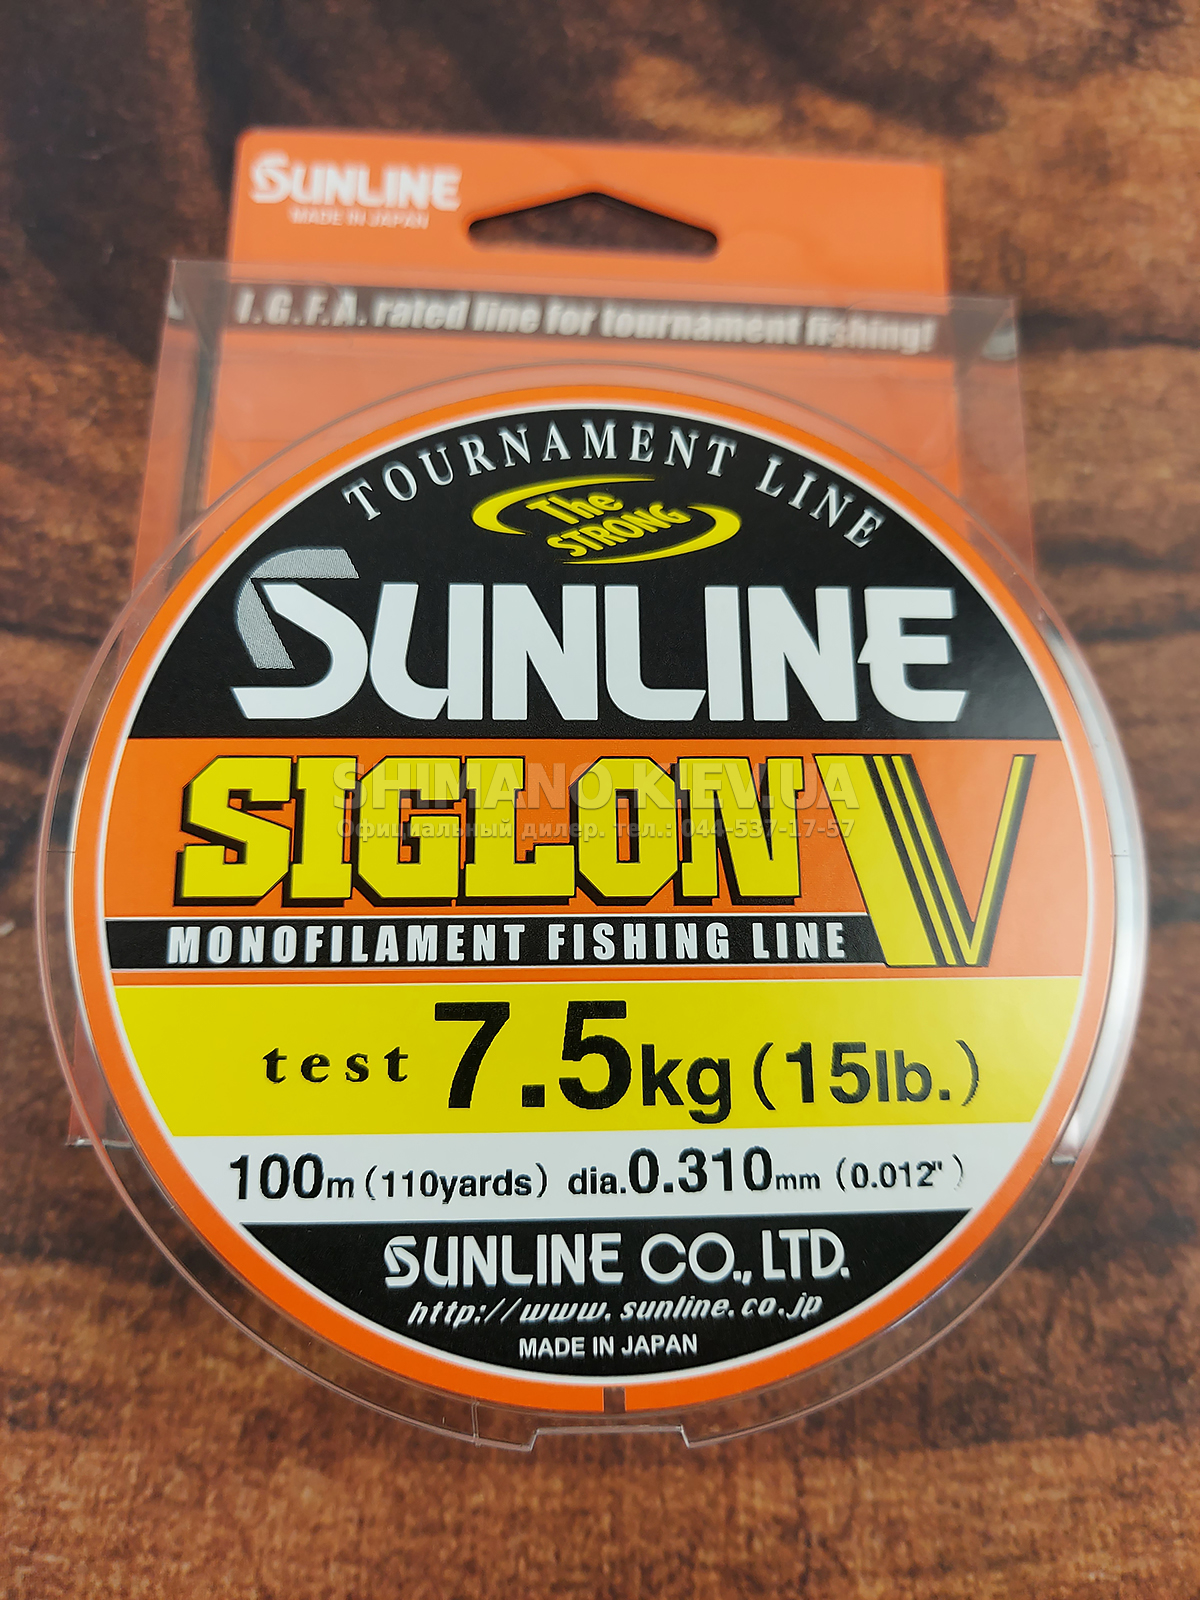 SUNLINE
MADE IN JAPAN
I.G.F.A. rated line for tournament fishing!
TOURNAMENT LINE
The
STRONG
SUNLINE
SIGLON V
SHIMANO.KIEV.UA
Официальный дилер. тел.: 044-537-17-57
MONOFILAMENT FISHING LINE
test 7.5kg (15lb.)
100m (110yards) dia.0.310mm (0.012")
SUNLINE CO., LTD.
http://www.sunline.co.jp
MADE IN JAPAN